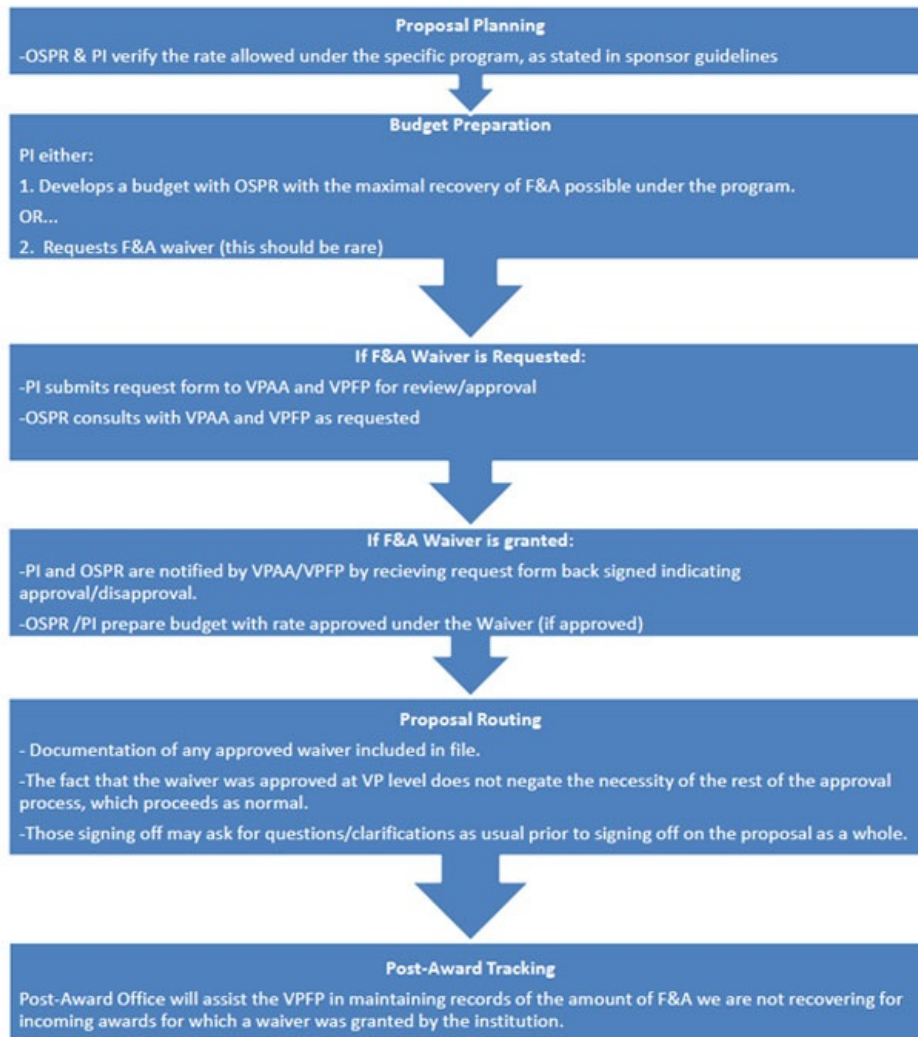 Proposal Planning
-OSPR & PI verify the rate allowed under the specific program, as stated in sponsor guidelines
Budget Preparation
PI either:
1. Develops a budget with OSPR with the maximal recovery of F&A possible under the program.
OR...
2.  Requests F&A waiver (this should be rare)
If F&A Waiver is Requested:
-PI submits request form to VPAA and VPFP for review/approval
-OSPR consults with VPAA and VPFP as requested
If F&A Waiver is granted:
-PI and OSPR are notified by VPAA/VPFP by recieving request form back signed indicating
approval/disapproval.
-OSPR /PI prepare budget with rate approved under the Waiver (if approved)
Proposal Routing
- Documentation of any approved waiver included in file.
-The fact that the waiver was approved at VP level does not negate the necessity of the rest of the approval
process, which proceeds as normal.
-Those signing off may ask for questions/clarifications as usual prior to signing off on the proposal as a whole.
Post-Award Tracking
Post-Award Office will assist the VPFP in maintaining records of the amount of F&A we are not recovering for
incoming awards for which a waiver was granted by the institution.